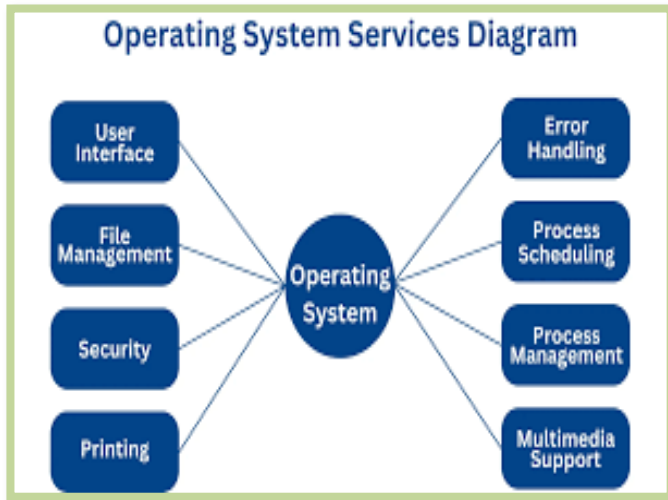 Operating System Services Diagram
User
Interface
File
Management
Security
Printing
Operating
System
Error
Handling
Process
Scheduling
Process
Management
Multimedia
Support